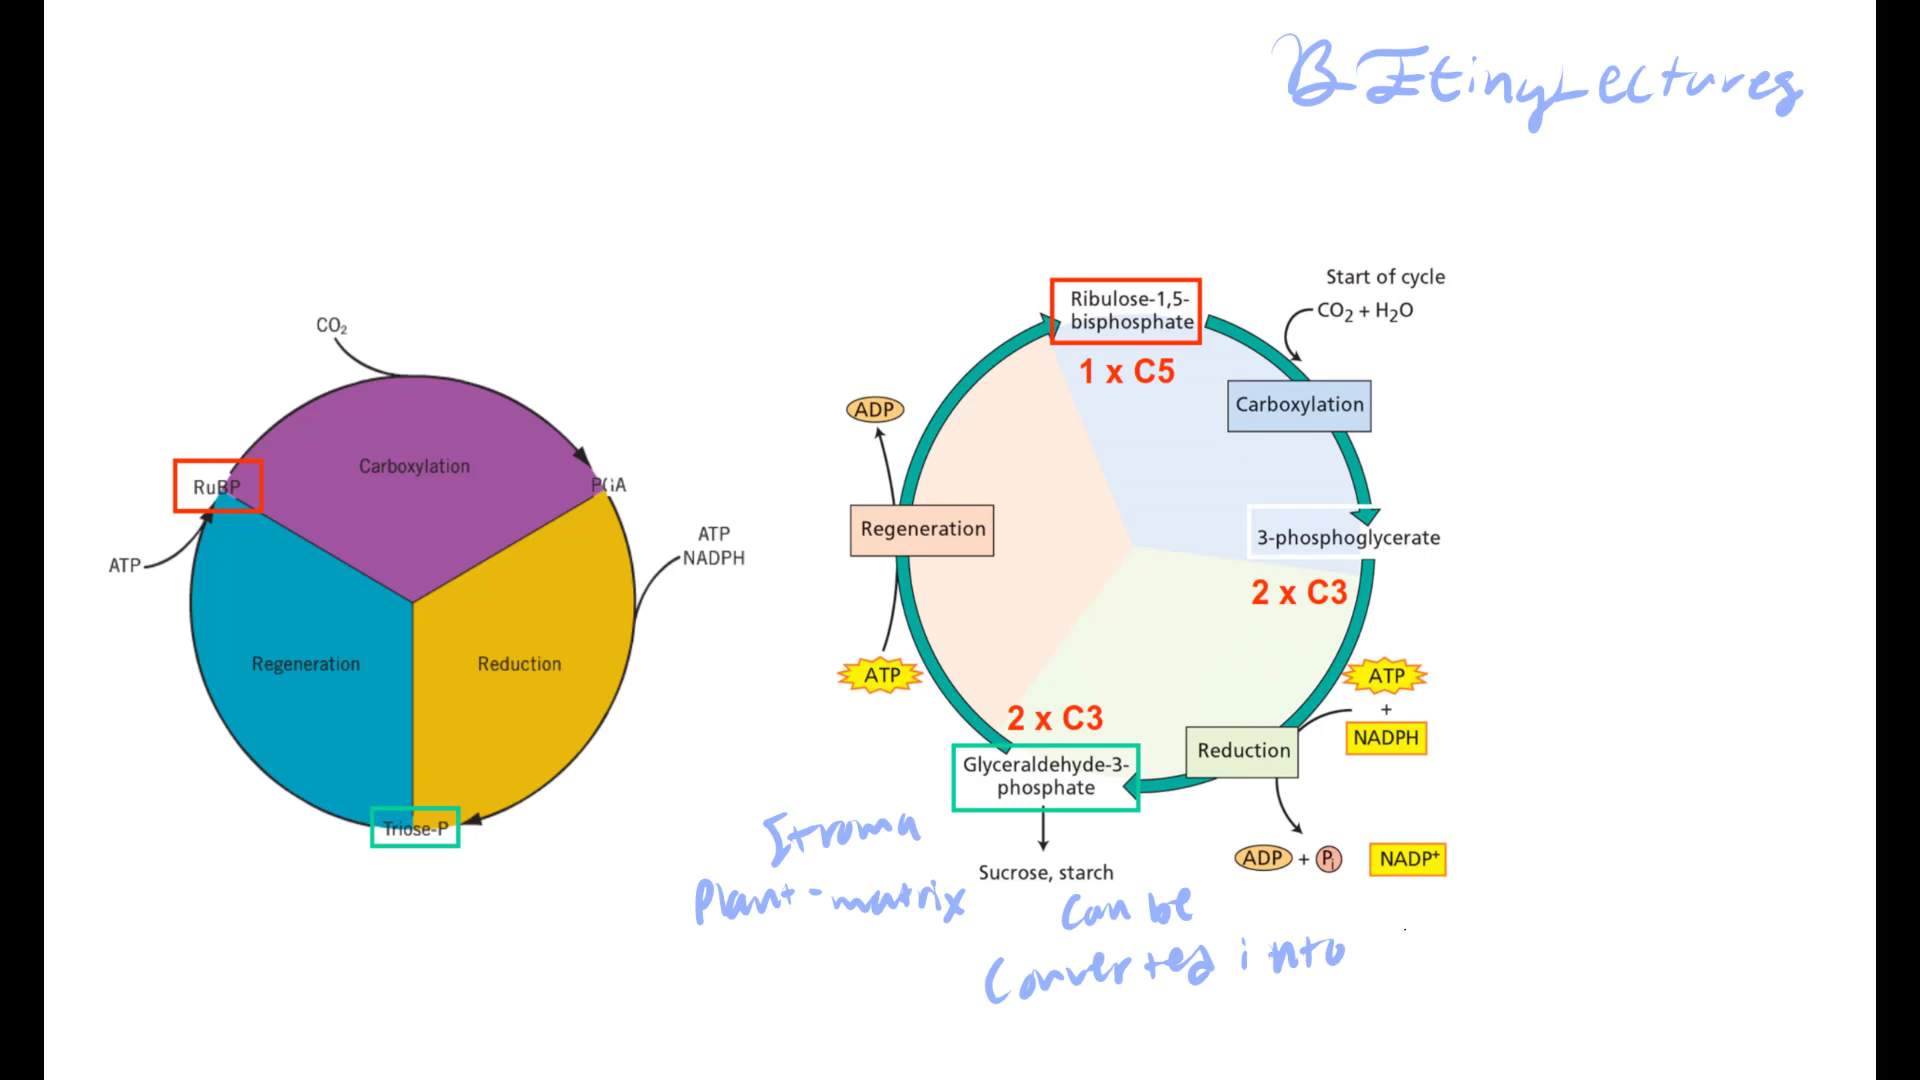 BItinyLectures
CO₂
Carboxylation
RuBP
PGA
ATP
NADPH
ATP
Regeneration
Reduction
Triose-P
Start of cycle
CO₂ + H₂O
Ribulose-1,5-
bisphosphate
1 x C5
Carboxylation
ADP
Regeneration
3-phosphoglycerate
2 x C3
ATP
ATP
+
NADPH
2 x C3
Reduction
Glyceraldehyde-3-
phosphate
ADP + Pi NADP⁺
Sucrose, starch
Stroma
Plant-matrix
Can be
Converted into